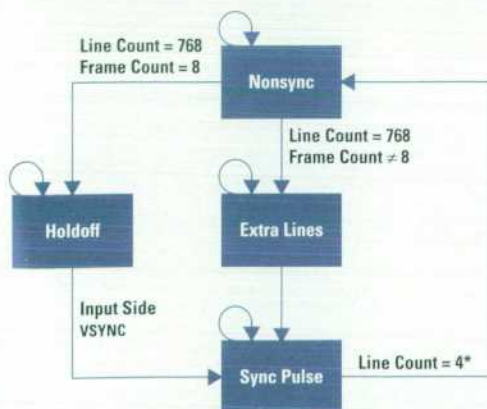 Line Count = 768
Frame Count = 8
Nonsync
Line Count = 768
Frame Count ≠ 8
Holdoff
Extra Lines
Input Side
VSYNC
Sync Pulse
Line Count = 4*